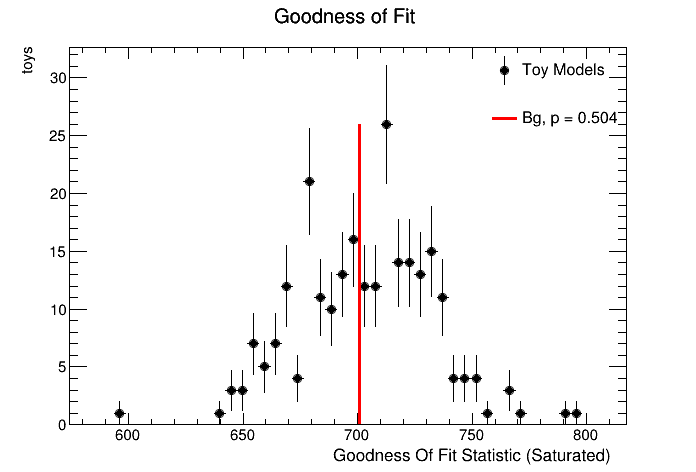 Goodness of Fit
toys
30
25
20
15
10
5
0
Toy Models
Bg, p = 0.504
600 650 700 750 800
Goodness Of Fit Statistic (Saturated)